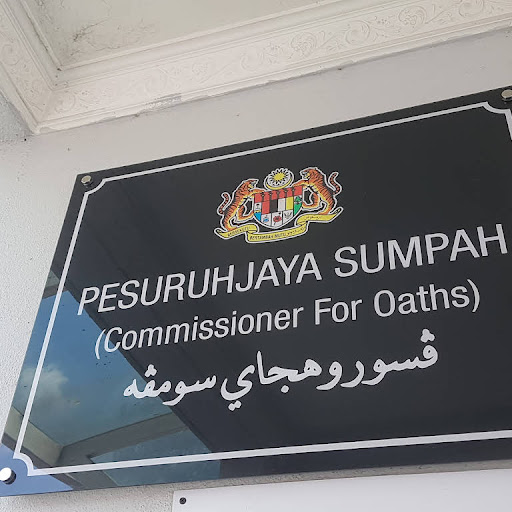 PESURUHJAYA SUMPAH
(Commissioner For Oaths)
ڤسوروهجاي سومڤه